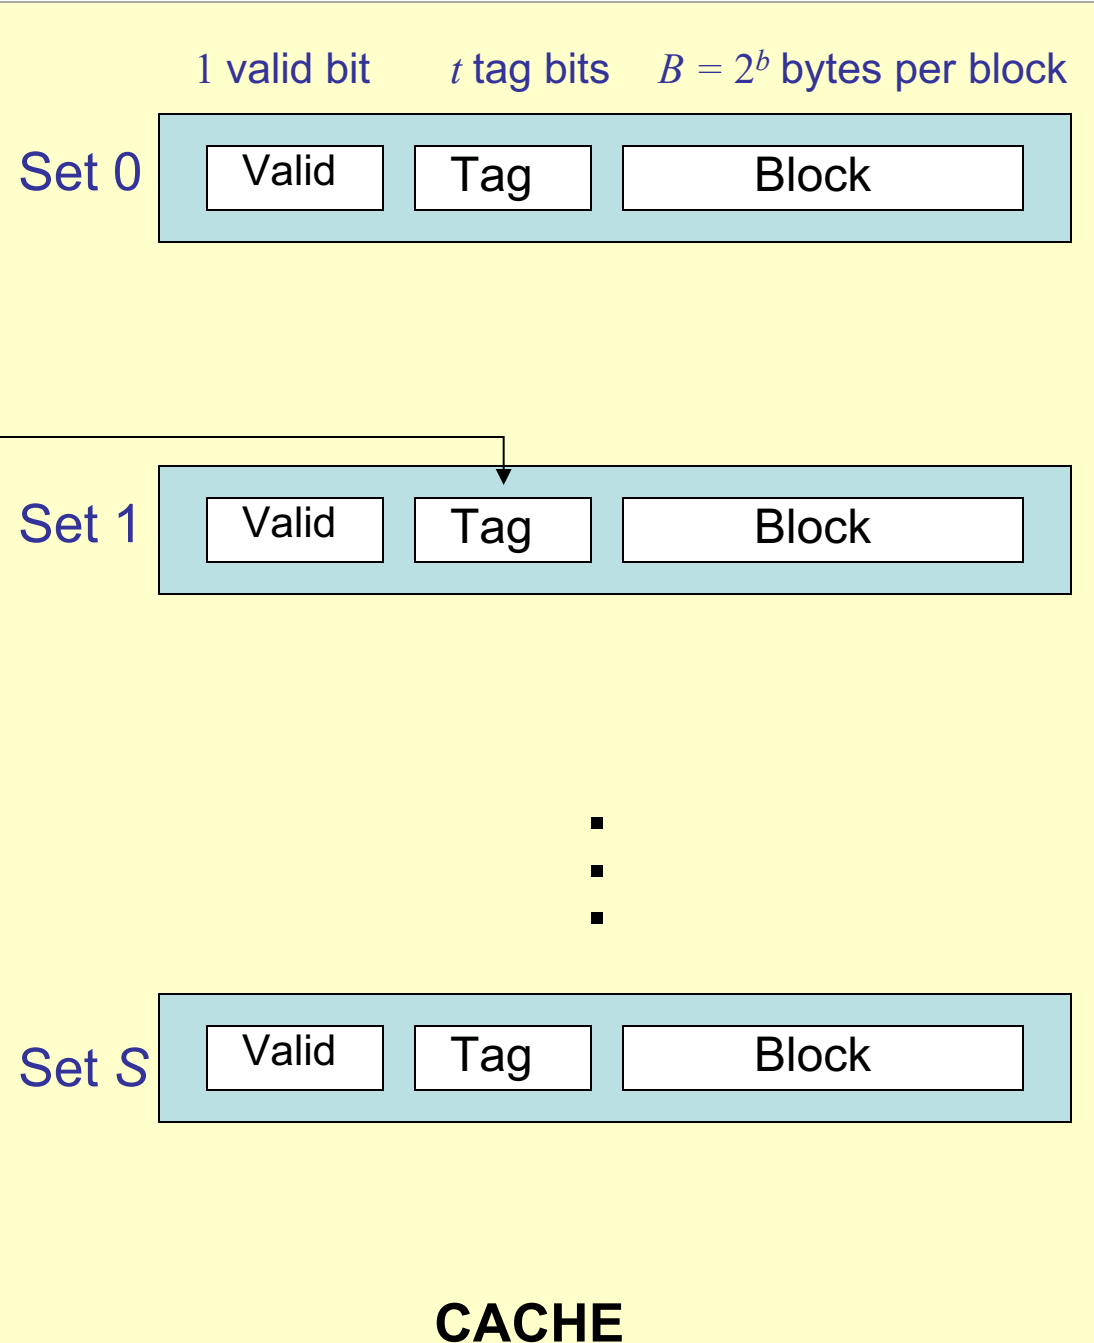 1 valid bit t tag bits B = 2ᵇ bytes per block
Set 0 Valid Tag Block
Set 1 Valid Tag Block
Set S Valid Tag Block
CACHE